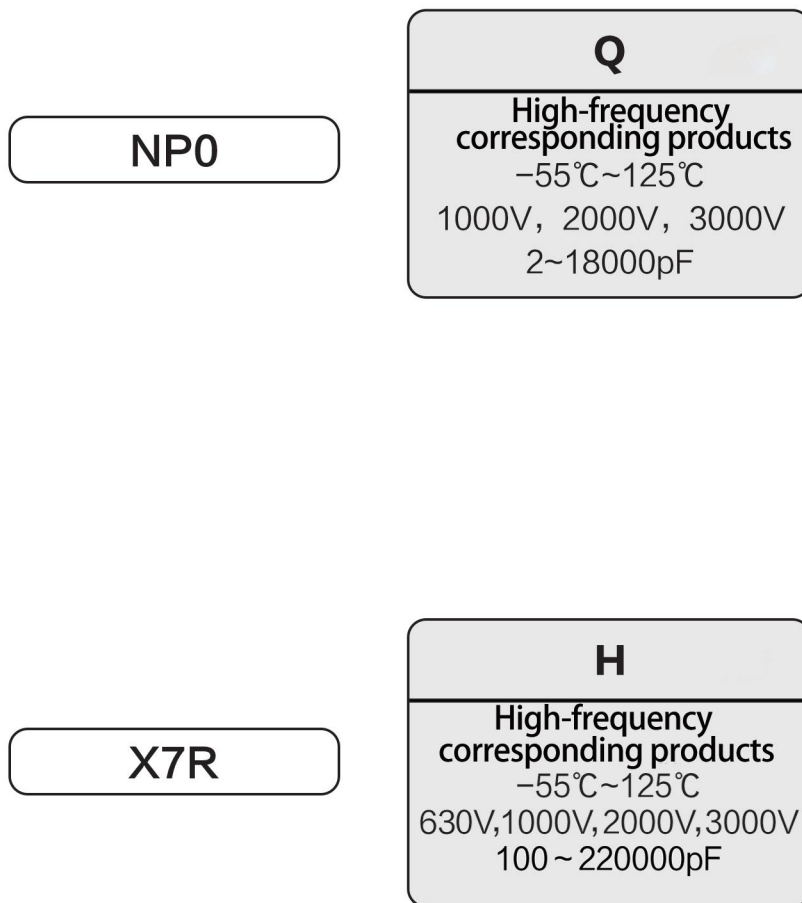 NP0
Q
High-frequency
corresponding products
−55℃~125℃
1000V, 2000V, 3000V
2~18000pF
X7R
H
High-frequency
corresponding products
−55℃~125℃
630V,1000V,2000V,3000V
100~220000pF